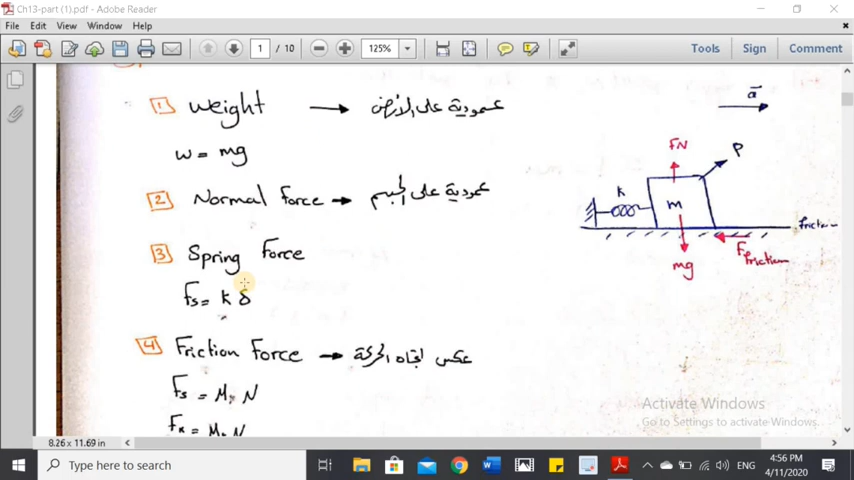 Ch13-part (1).pdf - Adobe Reader
File Edit View Window Help
1 / 10
125%
Tools Sign Comment
1 Weight → عمودية على الأرض
w = mg
2 Normal force → عمودية على الجسم
3 Spring Force
Fs = k δ
4 Friction Force → عكس اتجاه الحركة
Fs = Ms N
Fk = Mk N
a
FN
P
K
m
friction
F friction
mg
Activate Windows
Go to Settings to activate Windows.
8.26 x 11.69 in
Type here to search
ENG
4:56 PM
4/11/2020